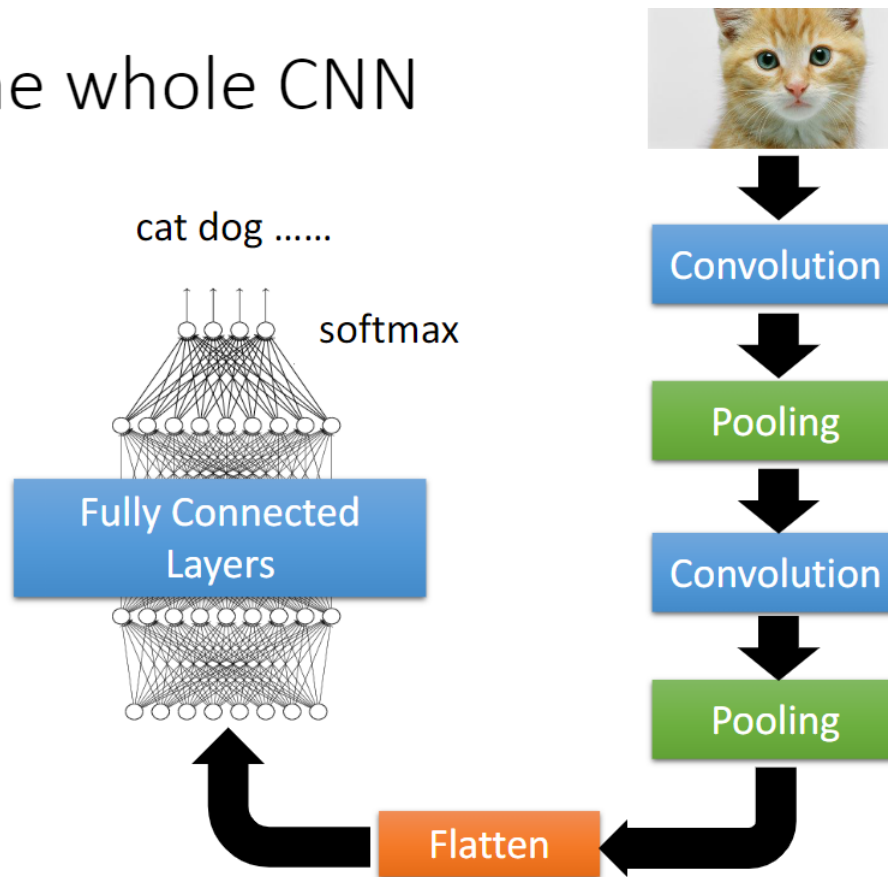 e whole CNN
cat dog ......
softmax
Fully Connected
Layers
Convolution
Pooling
Convolution
Pooling
Flatten